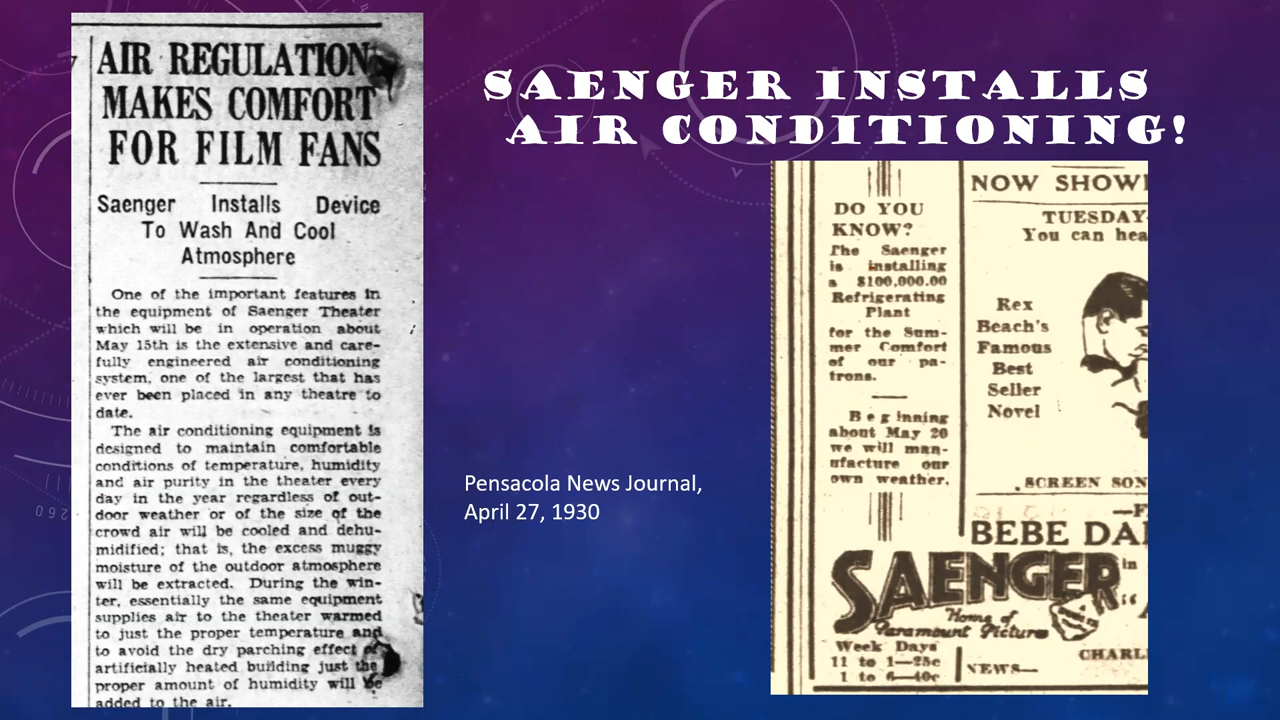 AIR REGULATION
MAKES COMFORT
FOR FILM FANS
Saenger Installs Device
To Wash And Cool
Atmosphere
One of the important features in
the equipment of Saenger Theater
which will be in operation about
May 15th is the extensive and care-
fully engineered air conditioning
system, one of the largest that has
ever been placed in any theatre to
date.
The air conditioning equipment is
designed to maintain comfortable
conditions of temperature, humidity
and air purity in the theater every
day in the year regardless of out-
door weather or of the size of the
crowd air will be cooled and dehu-
midified; that is, the excess muggy
moisture of the outdoor atmosphere
will be extracted. During the win-
ter, essentially the same equipment
supplies air to the theater warmed
to just the proper temperature and
to avoid the dry parching effect of
artificially heated building just the
proper amount of humidity will be
added to the air.
SAENGER INSTALLS
AIR CONDITIONING!
Pensacola News Journal,
April 27, 1930
DO YOU
KNOW?
The Saenger
is installing
a $100,000.00
Refrigerating
Plant
for the Sum-
mer Comfort
of our pa-
trons.
Beginning
about May 20
we will man-
ufacture our
own weather.
NOW SHOWI
TUESDAY-
You can hea
Rex
Beach's
Famous
Best
Seller
Novel
SCREEN SON
—F
BEBE DA
SAENGER
in
Home of
Paramount Pictures
Week Days
11 to 1—25c
1 to 6—40c
NEWS—
CHARL
0 9 2 6 0